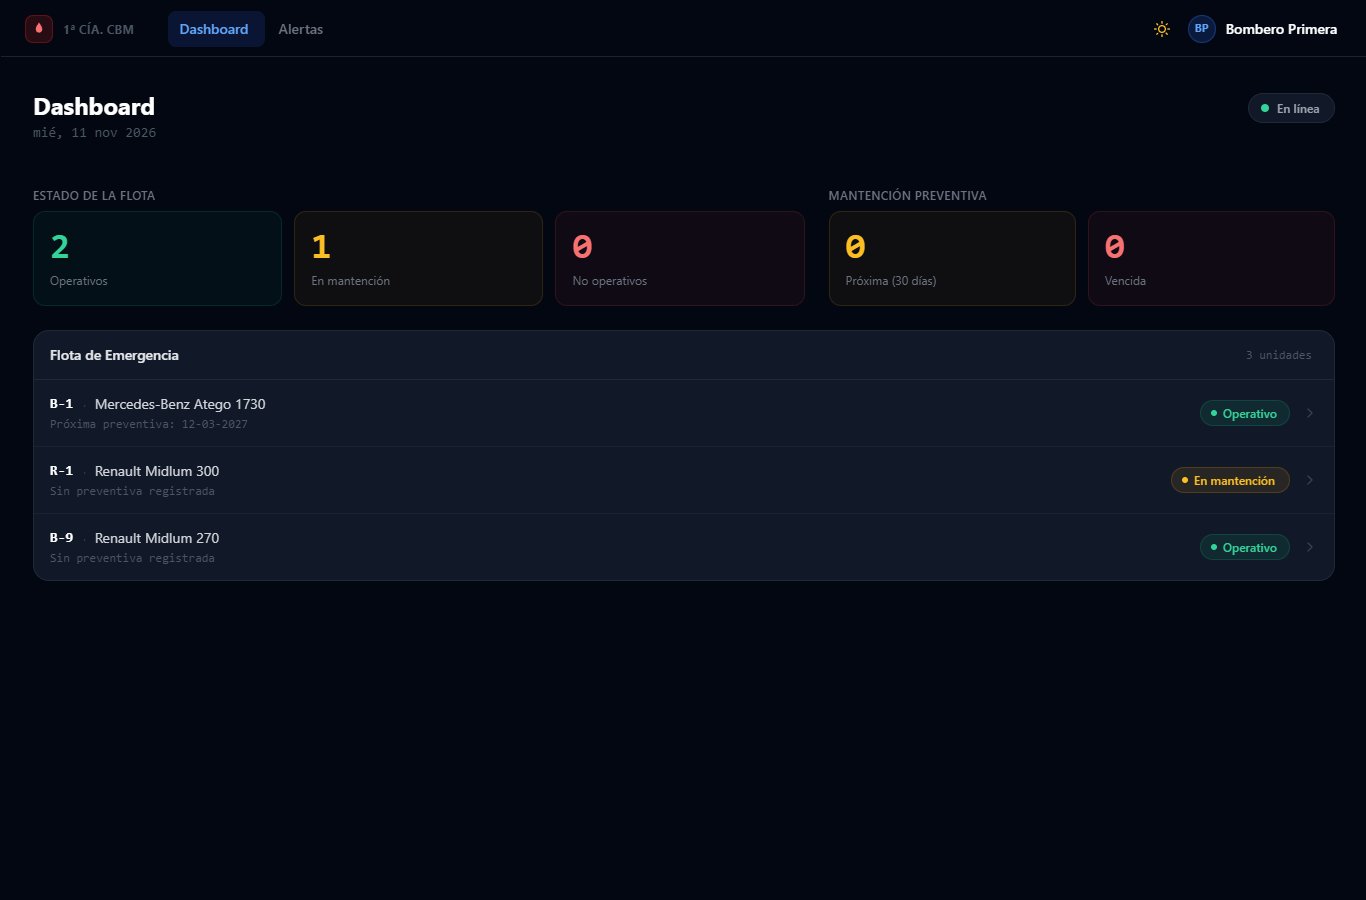 1ª CÍA. CBM
Dashboard
Alertas
BP
Bombero Primera
Dashboard
mié, 11 nov 2026
En línea
ESTADO DE LA FLOTA
2
Operativos
1
En mantención
0
No operativos
MANTENCIÓN PREVENTIVA
0
Próxima (30 días)
0
Vencida
Flota de Emergencia
3 unidades
B-1 · Mercedes-Benz Atego 1730
Próxima preventiva: 12-03-2027
Operativo
R-1 · Renault Midlum 300
Sin preventiva registrada
En mantención
B-9 · Renault Midlum 270
Sin preventiva registrada
Operativo